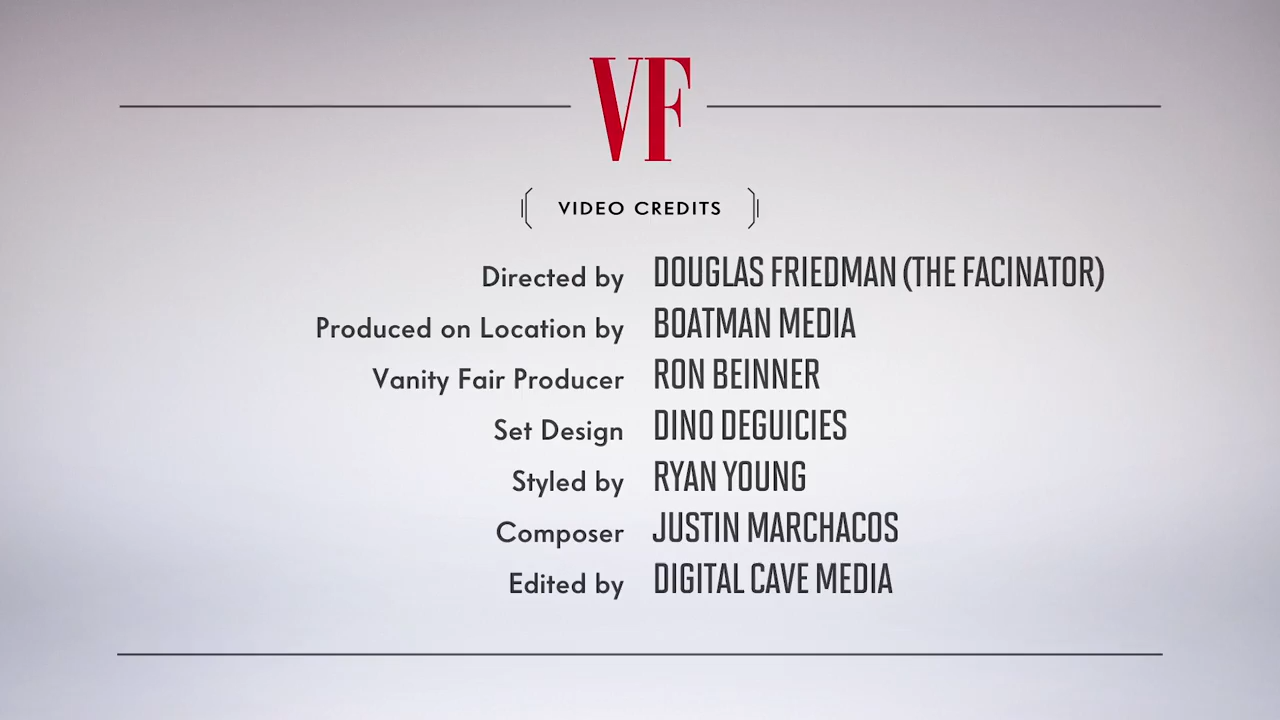 VF
VIDEO CREDITS
Directed by DOUGLAS FRIEDMAN (THE FACINATOR)
Produced on Location by BOATMAN MEDIA
Vanity Fair Producer RON BEINNER
Set Design DINO DEGUICIES
Styled by RYAN YOUNG
Composer JUSTIN MARCHACOS
Edited by DIGITAL CAVE MEDIA